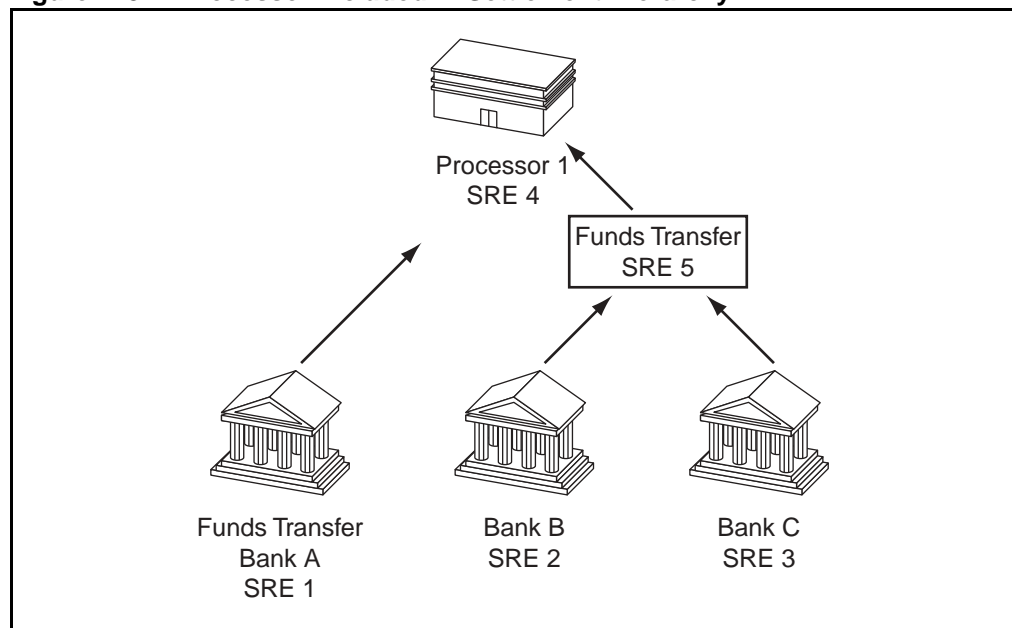 Processor 1
SRE 4
Funds Transfer
SRE 5
Funds Transfer
Bank A
SRE 1
Bank B
SRE 2
Bank C
SRE 3